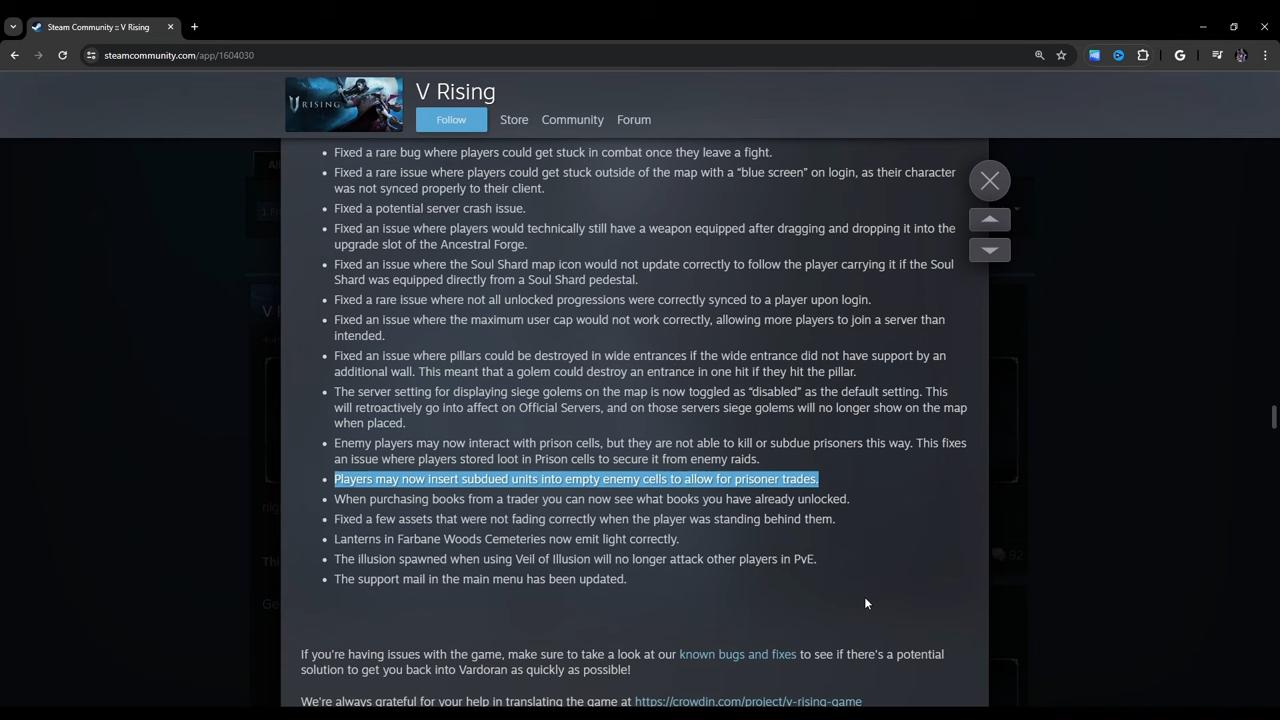 Steam Community :: V Rising
steamcommunity.com/app/1604030
V RISING
V Rising
Follow
Store
Community
Forum
• Fixed a rare bug where players could get stuck in combat once they leave a fight.
• Fixed a rare issue where players could get stuck outside of the map with a “blue screen” on login, as their character
was not synced properly to their client.
• Fixed a potential server crash issue.
• Fixed an issue where players would technically still have a weapon equipped after dragging and dropping it into the
upgrade slot of the Ancestral Forge.
• Fixed an issue where the Soul Shard map icon would not update correctly to follow the player carrying it if the Soul
Shard was equipped directly from a Soul Shard pedestal.
• Fixed a rare issue where not all unlocked progressions were correctly synced to a player upon login.
• Fixed an issue where the maximum user cap would not work correctly, allowing more players to join a server than
intended.
• Fixed an issue where pillars could be destroyed in wide entrances if the wide entrance did not have support by an
additional wall. This meant that a golem could destroy an entrance in one hit if they hit the pillar.
• The server setting for displaying siege golems on the map is now toggled as “disabled” as the default setting. This
will retroactively go into affect on Official Servers, and on those servers siege golems will no longer show on the map
when placed.
• Enemy players may now interact with prison cells, but they are not able to kill or subdue prisoners this way. This fixes
an issue where players stored loot in Prison cells to secure it from enemy raids.
• Players may now insert subdued units into empty enemy cells to allow for prisoner trades.
• When purchasing books from a trader you can now see what books you have already unlocked.
• Fixed a few assets that were not fading correctly when the player was standing behind them.
• Lanterns in Farbane Woods Cemeteries now emit light correctly.
• The illusion spawned when using Veil of Illusion will no longer attack other players in PvE.
• The support mail in the main menu has been updated.
92
If you're having issues with the game, make sure to take a look at our known bugs and fixes to see if there's a potential
solution to get you back into Vardoran as quickly as possible!
We're always grateful for your help in translating the game at https://crowdin.com/project/v-rising-game